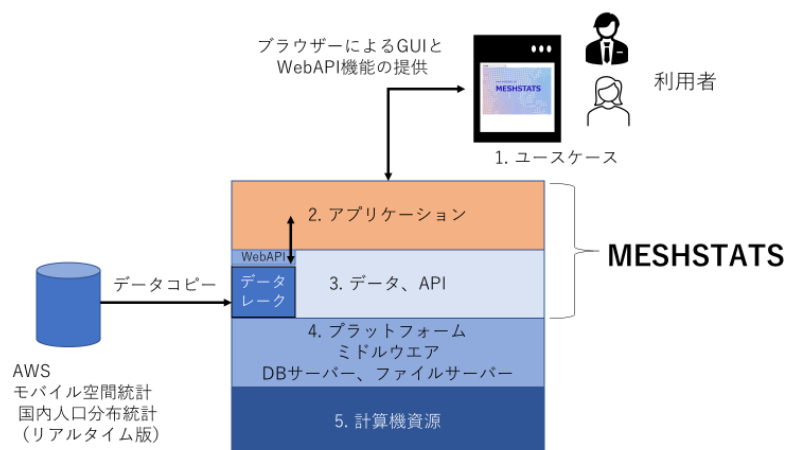 ブラウザーによるGUIと
WebAPI機能の提供
MESHSTATS
利用者
1. ユースケース
2. アプリケーション
WebAPI
データ
レーク
3. データ、API
MESHSTATS
データコピー
4. プラットフォーム
ミドルウエア
DBサーバー、ファイルサーバー
5. 計算機資源
AWS
モバイル空間統計
国内人口分布統計
（リアルタイム版）